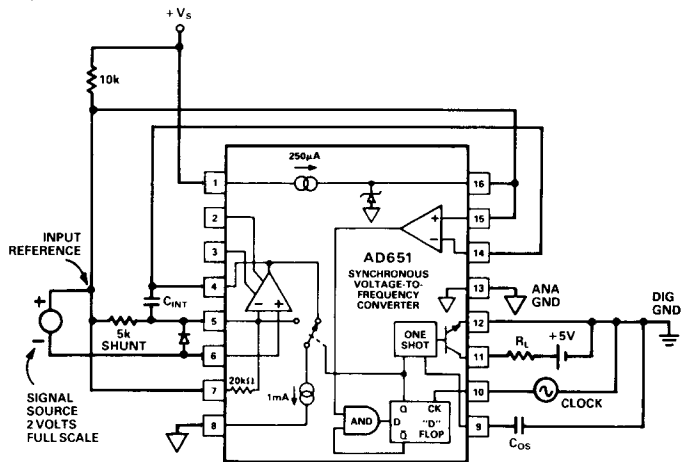 + VS
10k
250µA
1
16
2
15
INPUT
REFERENCE
3
14
AD651
SYNCHRONOUS
VOLTAGE-TO-
FREQUENCY
CONVERTER
4
13
ANA
GND
DIG
GND
CINT
+
5k
SHUNT
5
12
ONE
SHOT
RL
+5V
6
11
−
20kΩ
7
1mA
10
CLOCK
AND
D
Q
CK
"D"
FLOP
Q̅
SIGNAL
SOURCE
2 VOLTS
FULL SCALE
8
9
COS
+
−
−
+